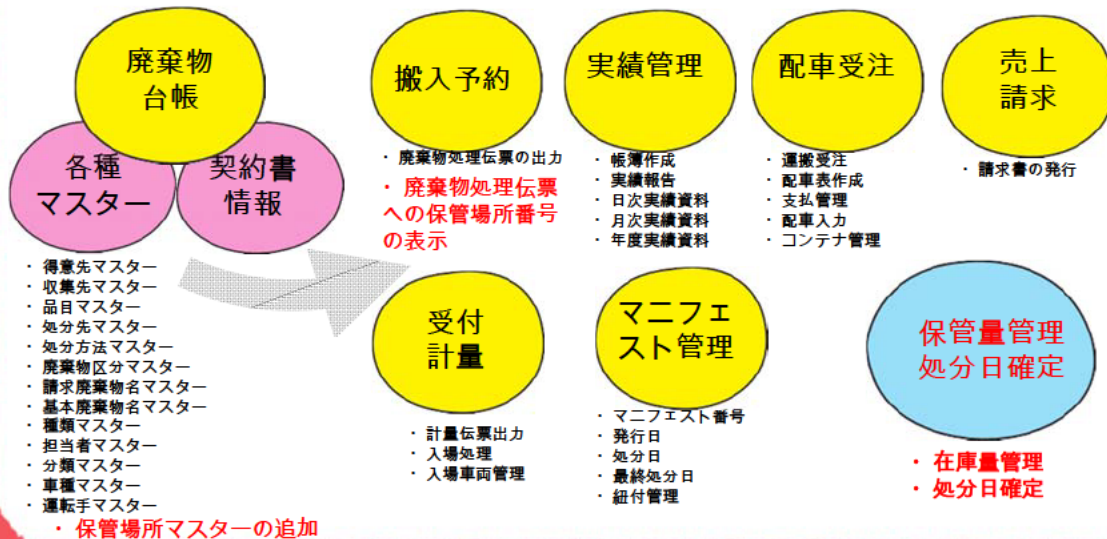 廃棄物
台帳
各種
マスター
契約書
情報
・ 得意先マスター
・ 収集先マスター
・ 品目マスター
・ 処分先マスター
・ 処分方法マスター
・ 廃棄物区分マスター
・ 請求廃棄物名マスター
・ 基本廃棄物名マスター
・ 種類マスター
・ 担当者マスター
・ 分類マスター
・ 車種マスター
・ 運転手マスター
・ 保管場所マスターの追加
搬入予約
・ 廃棄物処理伝票の出力
・ 廃棄物処理伝票
への保管場所番号
の表示
実績管理
・ 帳簿作成
・ 実績報告
・ 日次実績資料
・ 月次実績資料
・ 年度実績資料
配車受注
・ 運搬受注
・ 配車表作成
・ 支払管理
・ 配車入力
・ コンテナ管理
売上
請求
・ 請求書の発行
受付
計量
・ 計量伝票出力
・ 入場処理
・ 入場車両管理
マニフェ
スト管理
・ マニフェスト番号
・ 発行日
・ 処分日
・ 最終処分日
・ 紐付管理
保管量管理
処分日確定
・ 在庫量管理
・ 処分日確定